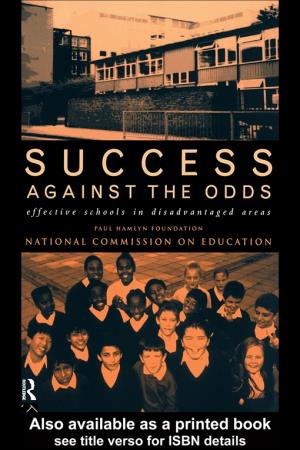 SUCCESS
AGAINST THE ODDS
effective schools in disadvantaged areas
PAUL HAMLYN FOUNDATION
NATIONAL COMMISSION ON EDUCATION
ROUTLEDGE
Also available as a printed book
see title verso for ISBN details